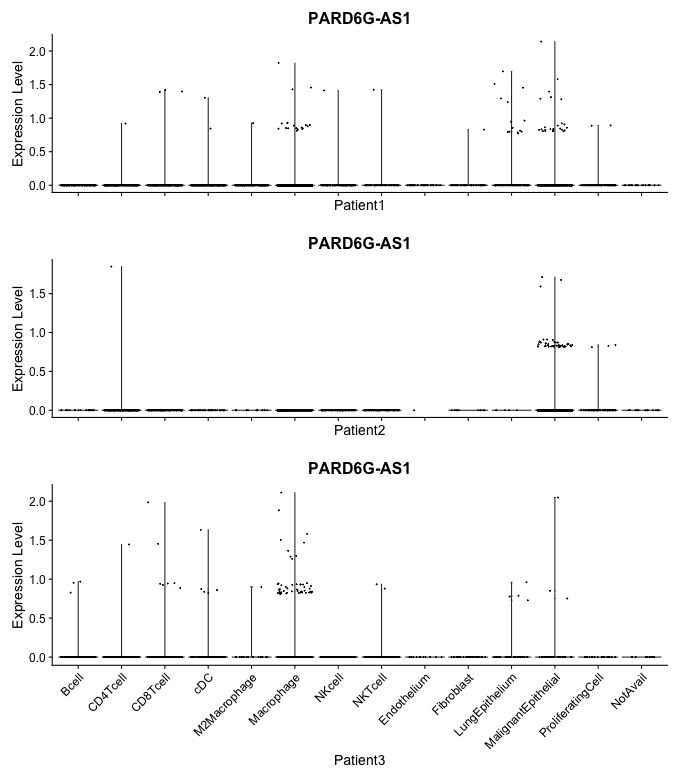 PARD6G-AS1
Expression Level
2.0
1.5
1.0
0.5
0.0
Patient1
PARD6G-AS1
Expression Level
1.5
1.0
0.5
0.0
Patient2
PARD6G-AS1
Expression Level
2.0
1.5
1.0
0.5
0.0
Bcell
CD4Tcell
CD8Tcell
cDC
M2Macrophage
Macrophage
NKcell
NKTcell
Endothelium
Fibroblast
LungEpithelium
MalignantEpithelial
ProliferatingCell
NotAvail
Patient3